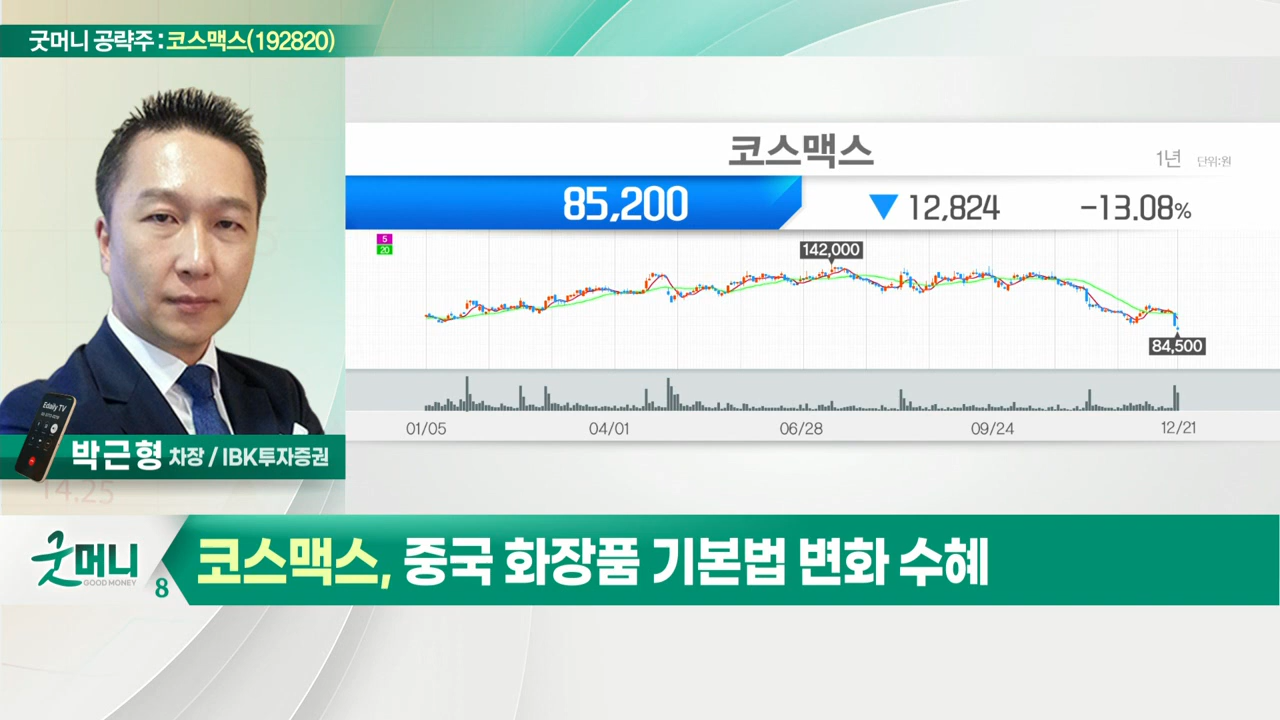 굿머니 공략주 : 코스맥스(192820)
코스맥스
1년 단위:원
85,200 ▼ 12,824 -13.08%
5
20
142,000
84,500
01/05 04/01 06/28 09/24 12/21
Edaily TV
박근형 차장 / IBK투자증권
14.25
굿머니
GOOD MONEY
8
코스맥스, 중국 화장품 기본법 변화 수혜